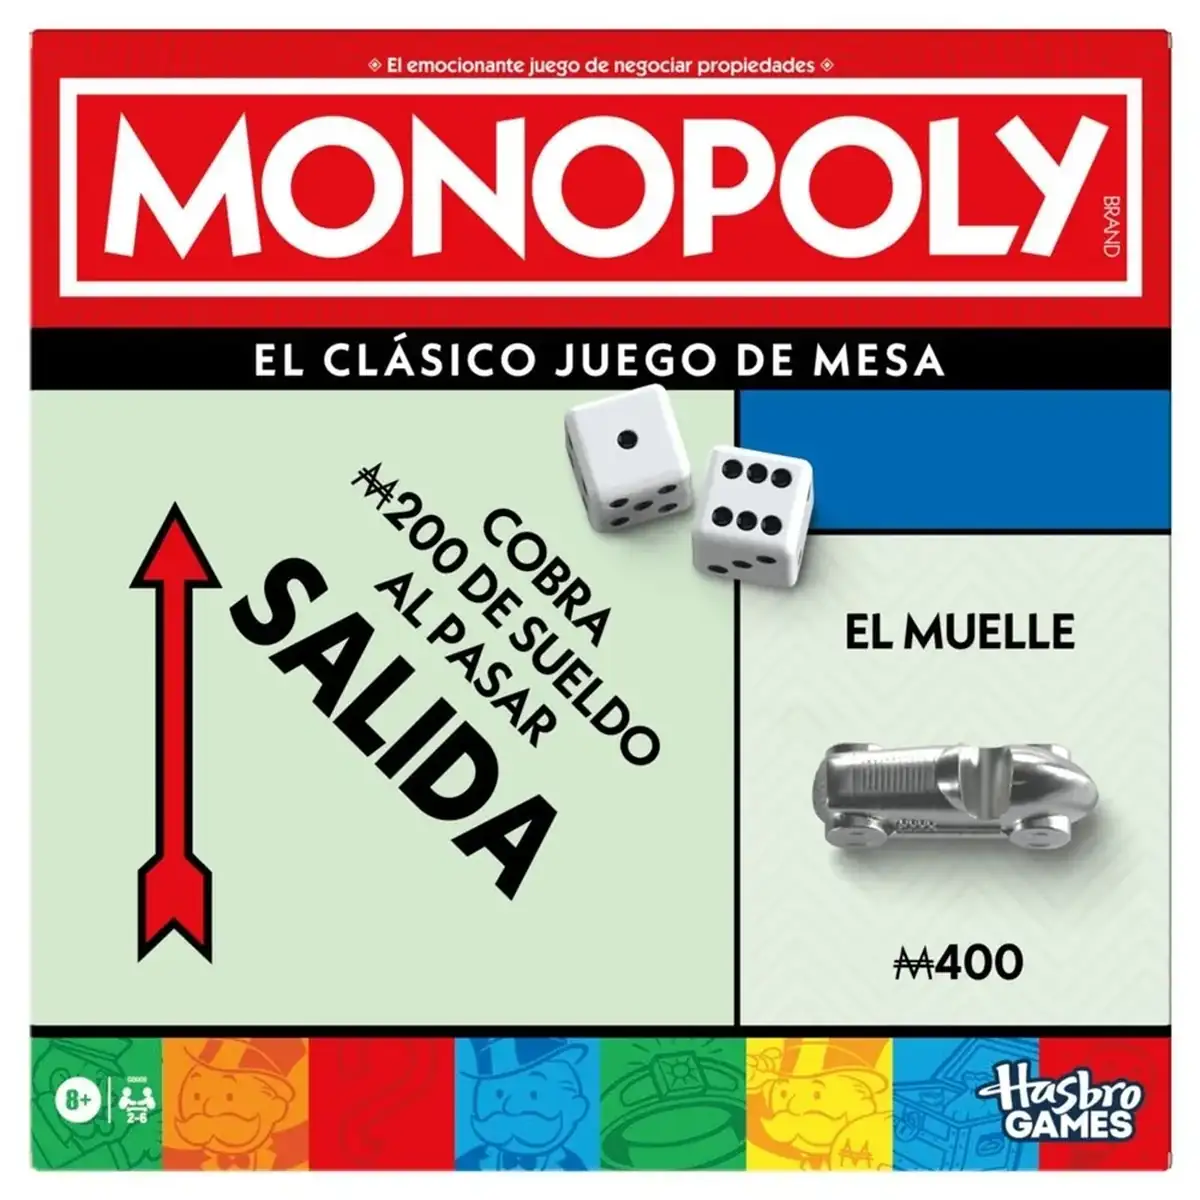 El emocionante juego de negociar propiedades
MONOPOLY
BRAND
EL CLÁSICO JUEGO DE MESA
COBRA
₩200 DE SUELDO
AL PASAR
SALIDA
EL MUELLE
₩400
8+
2-6
Hasbro
GAMES